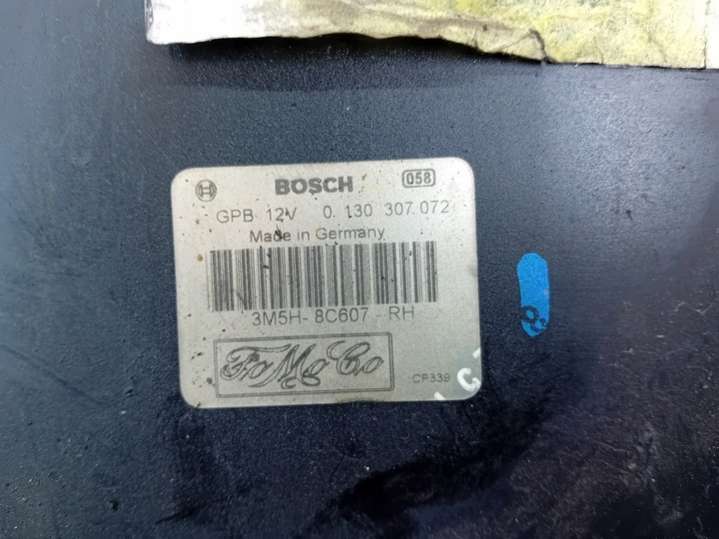 BOSCH 058
GPB 12V 0 130 307 072
Made in Germany
3M5H- 8C607 - RH
FoMoCo
CP339